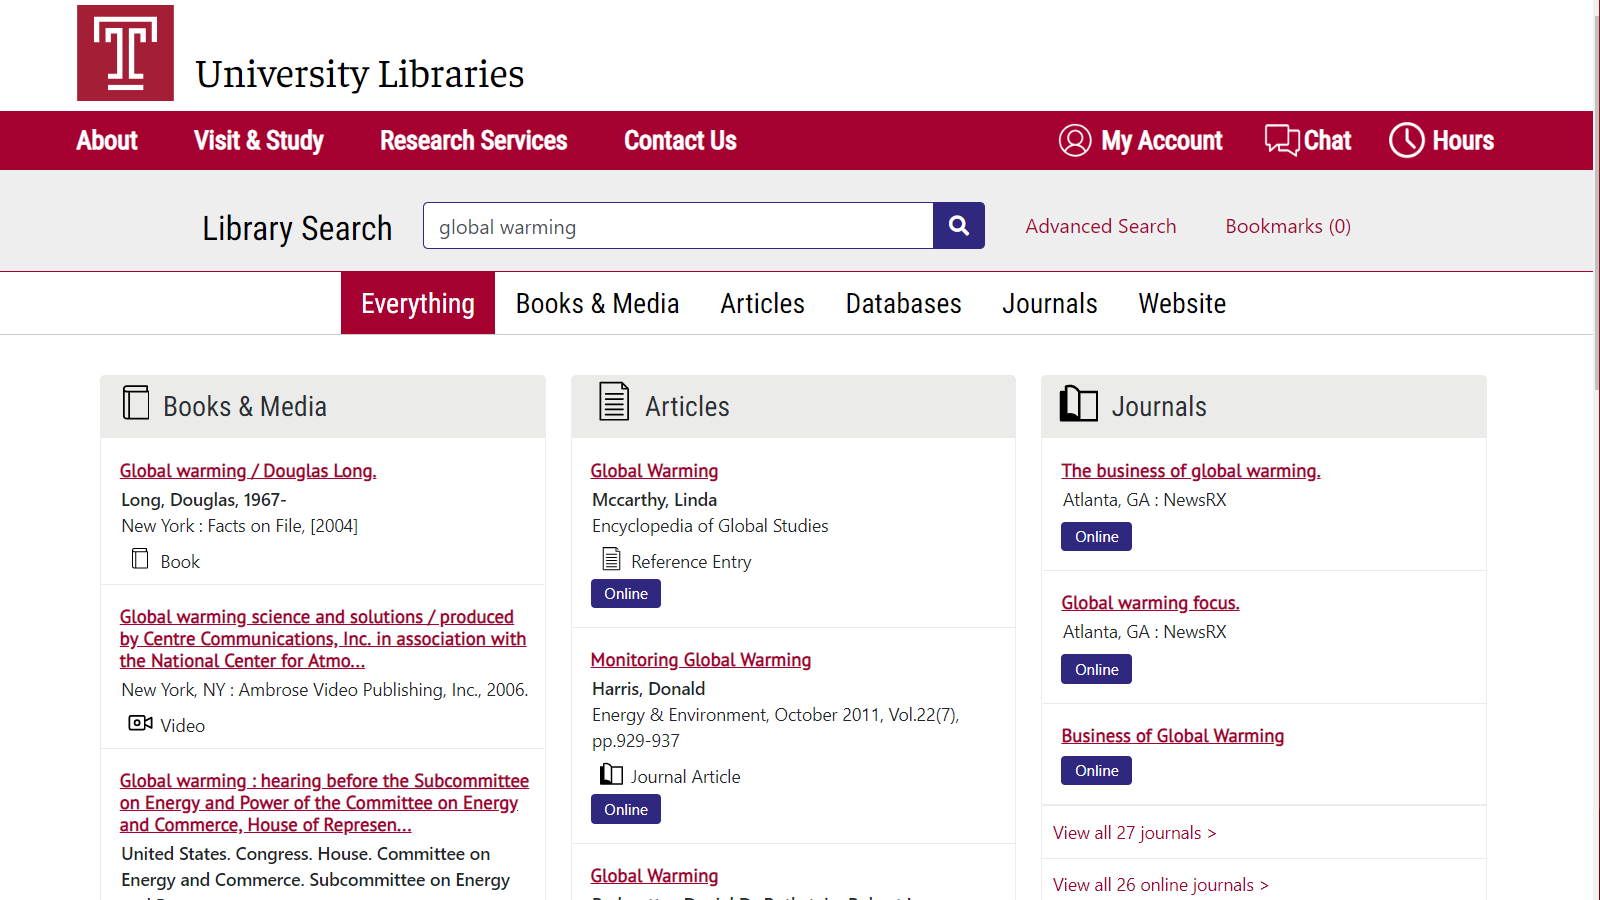 T
University Libraries
About Visit & Study Research Services Contact Us My Account Chat Hours
Library Search global warming Advanced Search Bookmarks (0)
Everything Books & Media Articles Databases Journals Website
Books & Media
Global warming / Douglas Long.
Long, Douglas, 1967-
New York : Facts on File, [2004]
Book
Global warming science and solutions / produced
by Centre Communications, Inc. in association with
the National Center for Atmo...
New York, NY : Ambrose Video Publishing, Inc., 2006.
Video
Global warming : hearing before the Subcommittee
on Energy and Power of the Committee on Energy
and Commerce, House of Represen...
United States. Congress. House. Committee on
Energy and Commerce. Subcommittee on Energy
Articles
Global Warming
Mccarthy, Linda
Encyclopedia of Global Studies
Reference Entry
Online
Monitoring Global Warming
Harris, Donald
Energy & Environment, October 2011, Vol.22(7),
pp.929-937
Journal Article
Online
Global Warming
Journals
The business of global warming.
Atlanta, GA : NewsRX
Online
Global warming focus.
Atlanta, GA : NewsRX
Online
Business of Global Warming
Online
View all 27 journals >
View all 26 online journals >